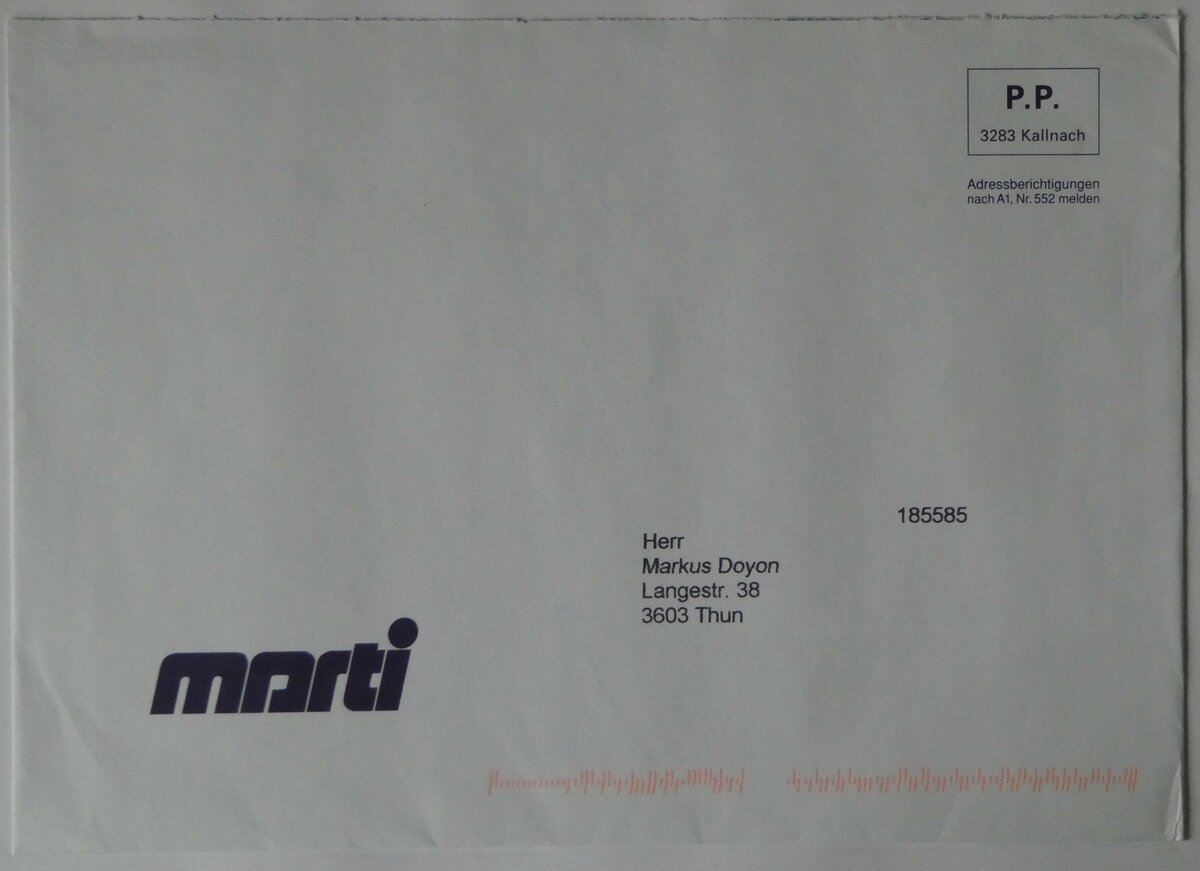 P.P.
3283 Kallnach
Adressberichtigungen
nach A1, Nr. 552 melden
185585
Herr
Markus Doyon
Langestr. 38
3603 Thun
marti